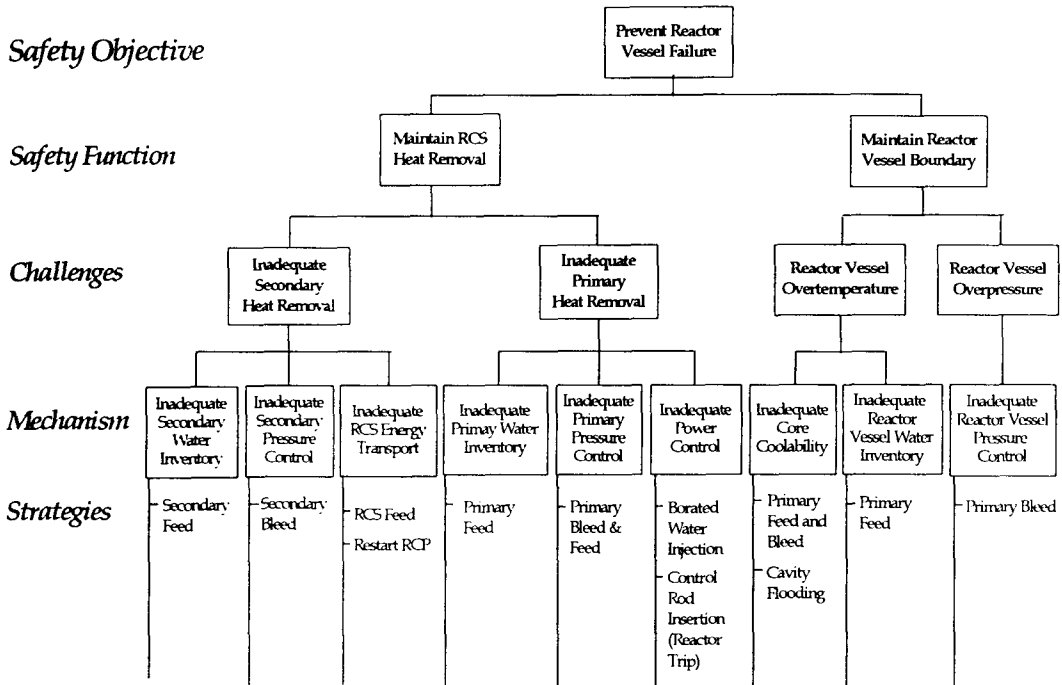 Safety Objective
Prevent Reactor
Vessel Failure
Safety Function
Maintain RCS
Heat Removal
Maintain Reactor
Vessel Boundary
Challenges
Inadequate
Secondary
Heat Removal
Inadequate
Primary
Heat Removal
Reactor Vessel
Overtemperature
Reactor Vessel
Overpressure
Mechanism
Inadequate
Secondary
Water
Inventory
Inadequate
Secondary
Pressure
Control
Inadequate
RCS Energy
Transport
Inadequate
Primay Water
Inventory
Inadequate
Primary
Pressure
Control
Inadequate
Power
Control
Inadequate
Core
Coolability
Inadequate
Reactor
Vessel Water
Inventory
Inadequate
Reactor Vessel
Pressure
Control
Strategies
Secondary
Feed
Secondary
Bleed
RCS Feed
Restart RCP
Primary
Feed
Primary
Bleed &
Feed
Borated
Water
Injection
Control
Rod
Insertion
(Reactor
Trip)
Primary
Feed and
Bleed
Cavity
Flooding
Primary
Feed
Primary Bleed